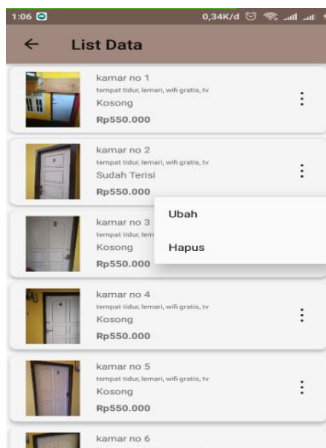 1:06 0,34K/d
List Data
kamar no 1
tempat tidur, lemari, wifi gratis, tv
Kosong
Rp550.000
kamar no 2
tempat tidur, lemari, wifi gratis, tv
Sudah Terisi
Rp550.000
Ubah
Hapus
kamar no 3
tempat tidur, lem
Kosong
Rp550.000
kamar no 4
tempat tidur, lemari, wifi gratis, tv
Kosong
Rp550.000
kamar no 5
tempat tidur, lemari, wifi gratis, tv
Kosong
Rp550.000
kamar no 6